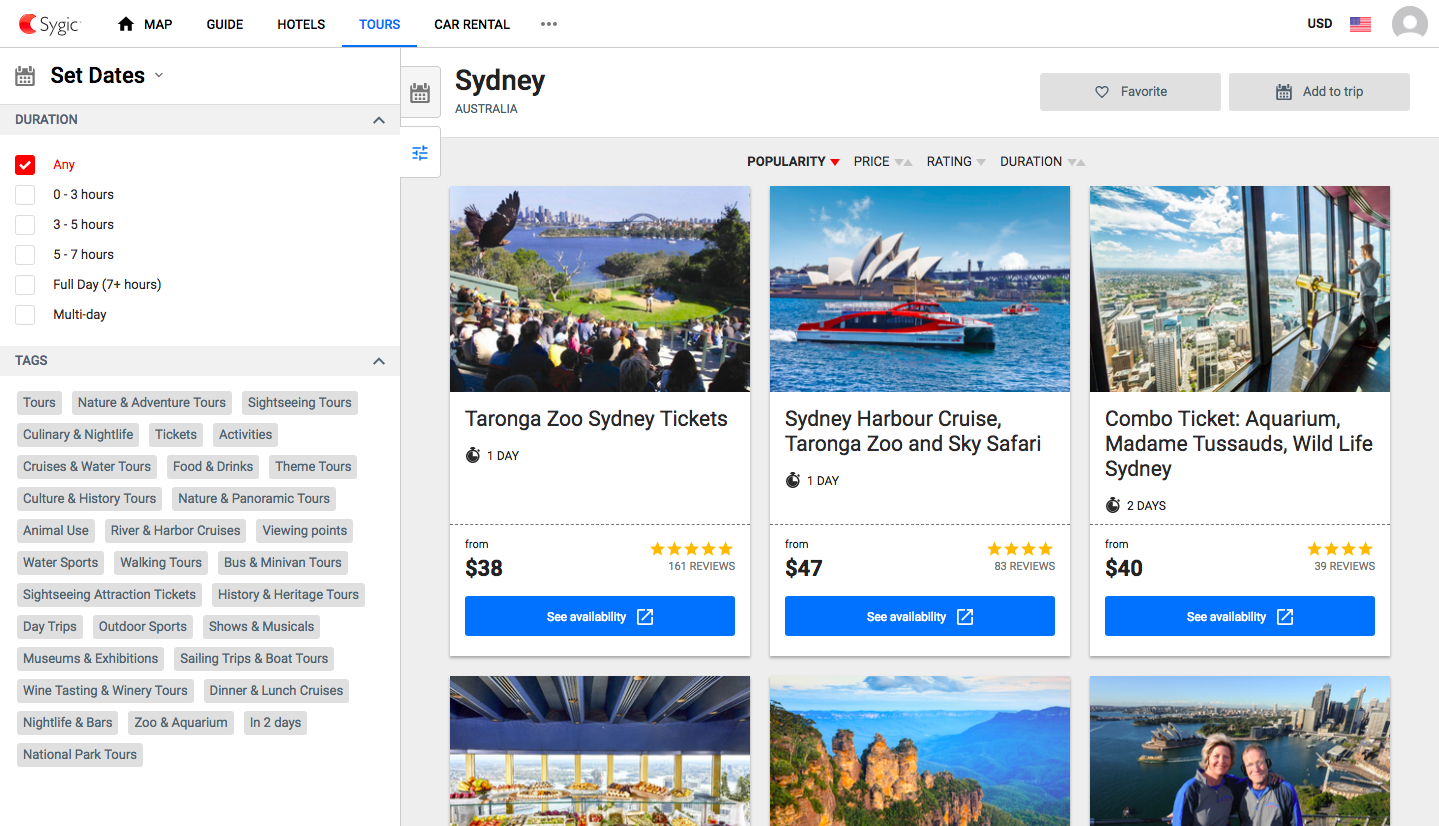 Sygic
MAP
GUIDE
HOTELS
TOURS
CAR RENTAL
USD
Set Dates
DURATION
Any
0 - 3 hours
3 - 5 hours
5 - 7 hours
Full Day (7+ hours)
Multi-day
TAGS
Tours
Nature & Adventure Tours
Sightseeing Tours
Culinary & Nightlife
Tickets
Activities
Cruises & Water Tours
Food & Drinks
Theme Tours
Culture & History Tours
Nature & Panoramic Tours
Animal Use
River & Harbor Cruises
Viewing points
Water Sports
Walking Tours
Bus & Minivan Tours
Sightseeing Attraction Tickets
History & Heritage Tours
Day Trips
Outdoor Sports
Shows & Musicals
Museums & Exhibitions
Sailing Trips & Boat Tours
Wine Tasting & Winery Tours
Dinner & Lunch Cruises
Nightlife & Bars
Zoo & Aquarium
In 2 days
National Park Tours
Sydney
AUSTRALIA
Favorite
Add to trip
POPULARITY
PRICE
RATING
DURATION
Taronga Zoo Sydney Tickets
1 DAY
from
$38
161 REVIEWS
See availability
Sydney Harbour Cruise,
Taronga Zoo and Sky Safari
1 DAY
from
$47
83 REVIEWS
See availability
Combo Ticket: Aquarium,
Madame Tussauds, Wild Life
Sydney
2 DAYS
from
$40
39 REVIEWS
See availability